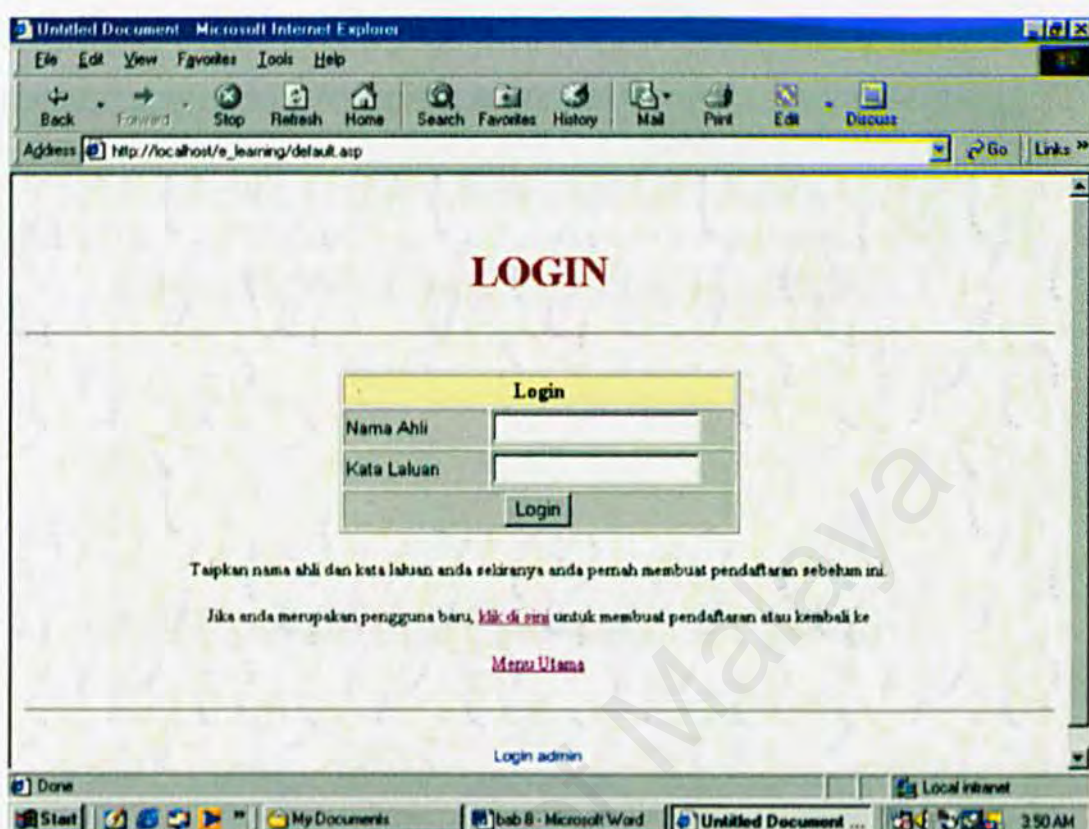 Untitled Document - Microsoft Internet Explorer
File Edit View Favorites Tools Help
Back Forward Stop Refresh Home Search Favorites History Mail Print Edit Discuss
Address http://localhost/e_learning/default.asp Go Links »
LOGIN
Login
Nama Ahli
Kata Laluan
Login
Taipkan nama ahli dan kata laluan anda sekiranya anda pernah membuat pendaftaran sebelum ini.
Jika anda merupakan pengguna baru, klik di sini untuk membuat pendaftaran atau kembali ke
Menu Utama
Login admin
Done Local intranet
Start » My Documents bab 8 - Microsoft Word Untitled Document ... 3:50 AM
Malaya